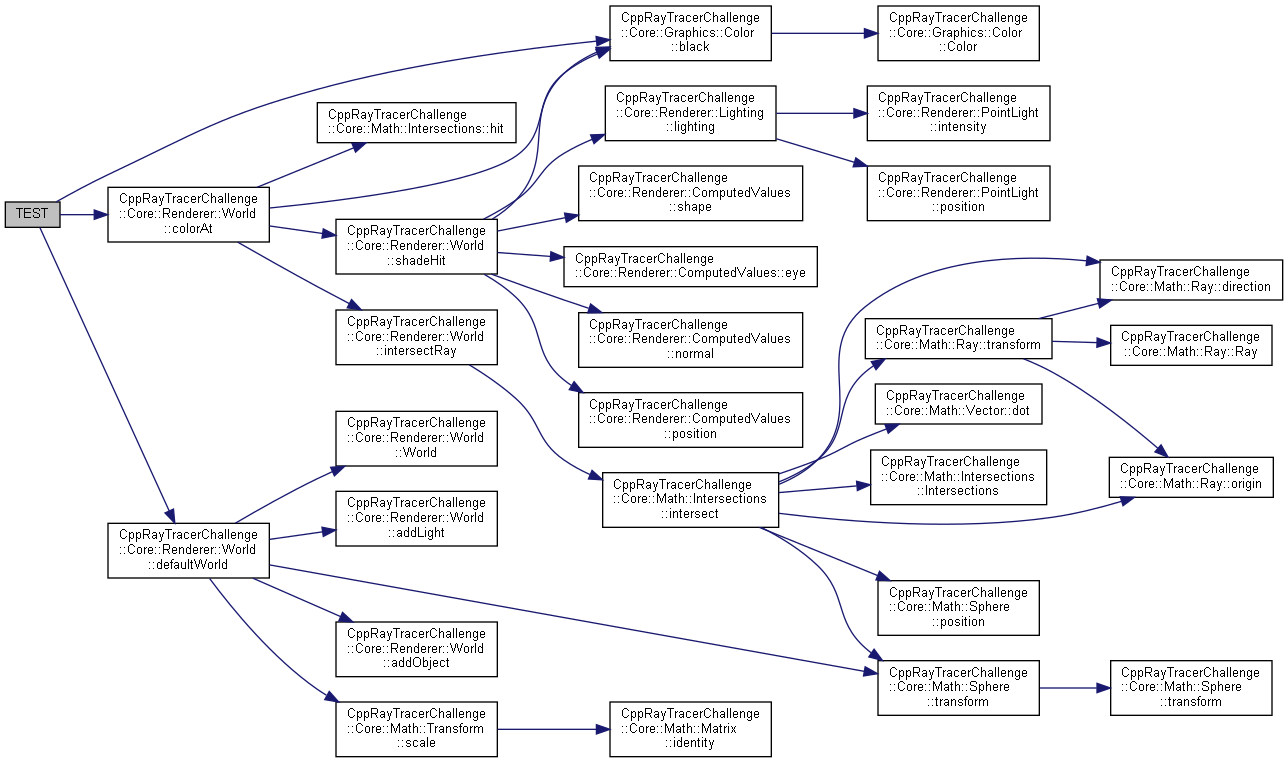 TEST
CppRayTracerChallenge
::Core::Renderer::World
::colorAt
CppRayTracerChallenge
::Core::Renderer::World
::defaultWorld
CppRayTracerChallenge
::Core::Math::Intersections::hit
CppRayTracerChallenge
::Core::Renderer::World
::shadeHit
CppRayTracerChallenge
::Core::Renderer::World
::intersectRay
CppRayTracerChallenge
::Core::Renderer::World
::World
CppRayTracerChallenge
::Core::Renderer::World
::addLight
CppRayTracerChallenge
::Core::Renderer::World
::addObject
CppRayTracerChallenge
::Core::Math::Transform
::scale
CppRayTracerChallenge
::Core::Graphics::Color
::black
CppRayTracerChallenge
::Core::Renderer::Lighting
::lighting
CppRayTracerChallenge
::Core::Renderer::ComputedValues
::shape
CppRayTracerChallenge
::Core::Renderer::ComputedValues::eye
CppRayTracerChallenge
::Core::Renderer::ComputedValues
::normal
CppRayTracerChallenge
::Core::Renderer::ComputedValues
::position
CppRayTracerChallenge
::Core::Math::Intersections
::intersect
CppRayTracerChallenge
::Core::Math::Matrix
::identity
CppRayTracerChallenge
::Core::Graphics::Color
::Color
CppRayTracerChallenge
::Core::Renderer::PointLight
::intensity
CppRayTracerChallenge
::Core::Renderer::PointLight
::position
CppRayTracerChallenge
::Core::Math::Ray::transform
CppRayTracerChallenge
::Core::Math::Vector::dot
CppRayTracerChallenge
::Core::Math::Intersections
::Intersections
CppRayTracerChallenge
::Core::Math::Sphere
::position
CppRayTracerChallenge
::Core::Math::Sphere
::transform
CppRayTracerChallenge
::Core::Math::Ray::direction
CppRayTracerChallenge
::Core::Math::Ray::Ray
CppRayTracerChallenge
::Core::Math::Ray::origin
CppRayTracerChallenge
::Core::Math::Sphere
::transform